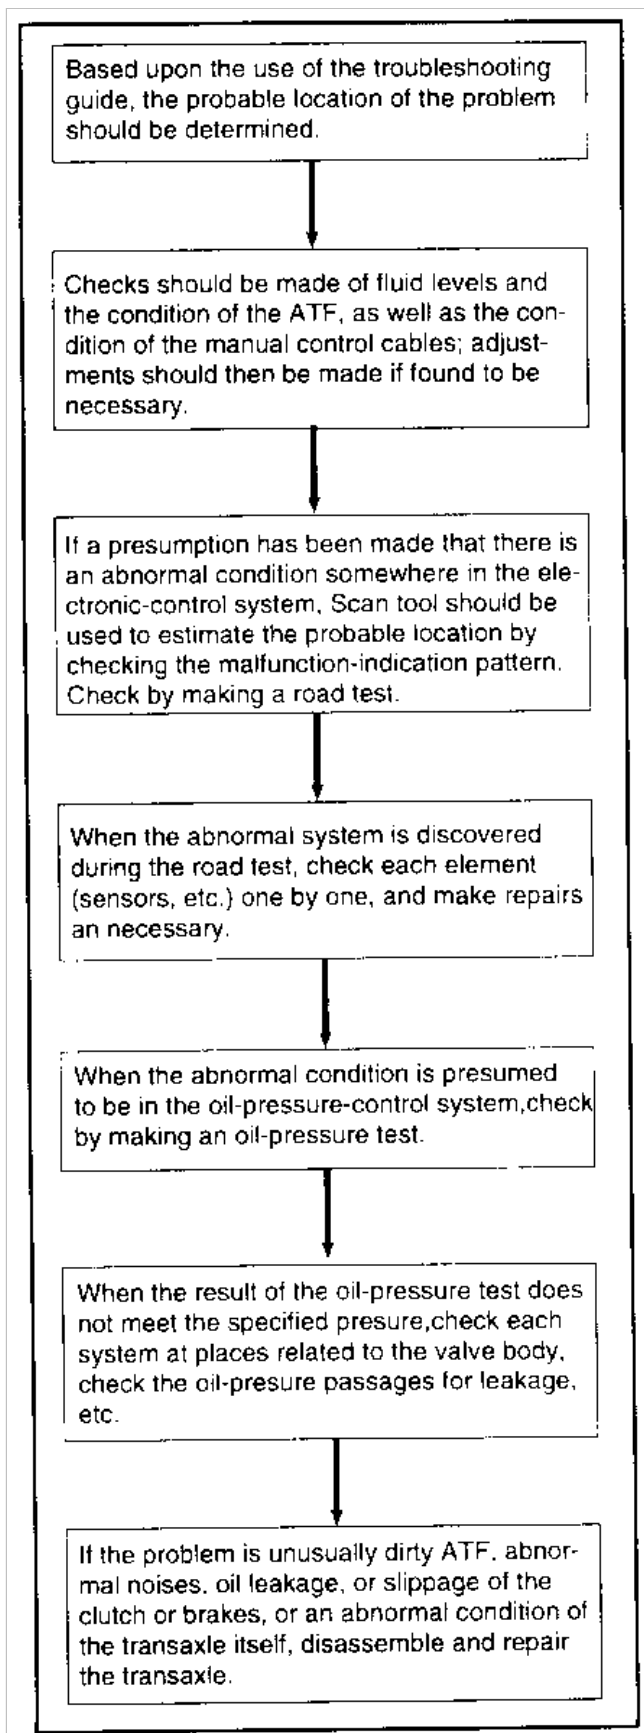 Based upon the use of the troubleshooting
guide, the probable location of the problem
should be determined.
Checks should be made of fluid levels and
the condition of the ATF, as well as the con-
dition of the manual control cables; adjust-
ments should then be made if found to be
necessary.
If a presumption has been made that there is
an abnormal condition somewhere in the ele-
ctronic-control system, Scan tool should be
used to estimate the probable location by
checking the malfunction-indication pattern.
Check by making a road test.
When the abnormal system is discovered
during the road test, check each element
(sensors, etc.) one by one, and make repairs
an necessary.
When the abnormal condition is presumed
to be in the oil-pressure-control system,check
by making an oil-pressure test.
When the result of the oil-pressure test does
not meet the specified presure,check each
system at places related to the valve body,
check the oil-presure passages for leakage,
etc.
If the problem is unusually dirty ATF, abnor-
mal noises, oil leakage, or slippage of the
clutch or brakes, or an abnormal condition of
the transaxle itself, disassemble and repair
the transaxle.